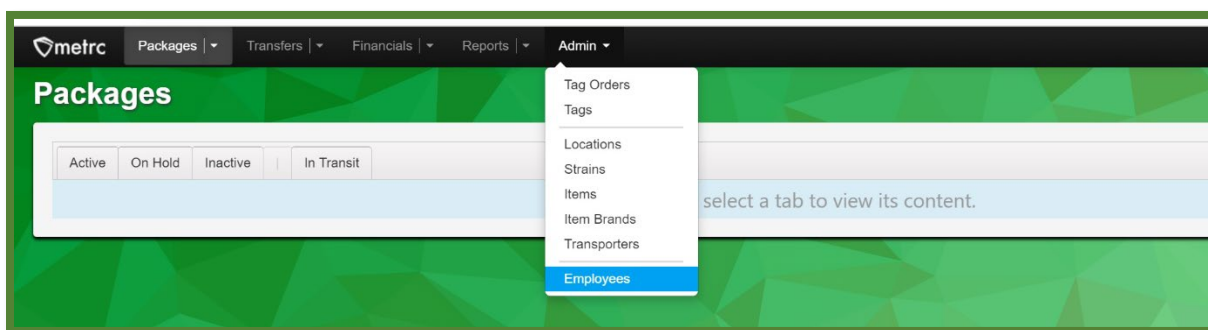 metrc Packages Transfers Financials Reports Admin
Packages
Tag Orders
Tags
Locations
Strains
Items
Item Brands
Transporters
Employees
Active On Hold Inactive In Transit
select a tab to view its content.